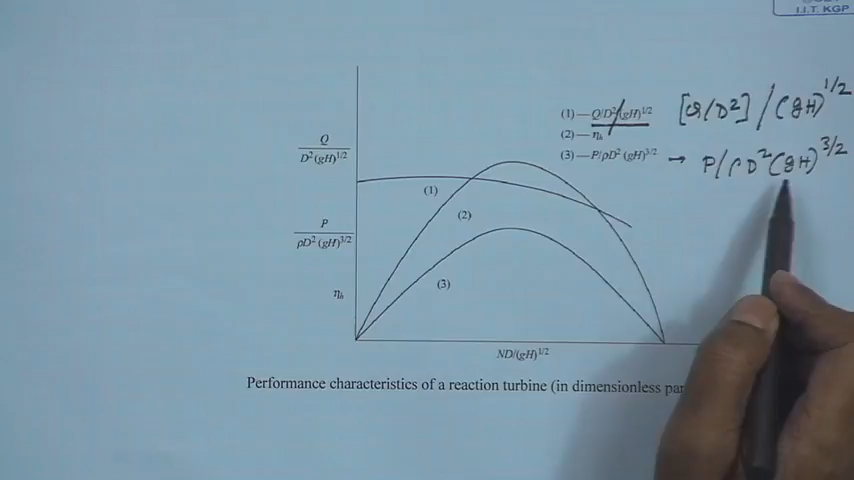 I.I.T. KGP
(1) — Q/D²(gH)^1/2 [Q/D²]/(gH)^1/2
(2) — ηh
(3) — P/ρD²(gH)^3/2 → P/ρD²(gH)^3/2
Q
D²(gH)^1/2
(1)
(2)
P
ρD²(gH)^3/2
(3)
ηh
ND/(gH)^1/2
Performance characteristics of a reaction turbine (in dimensionless